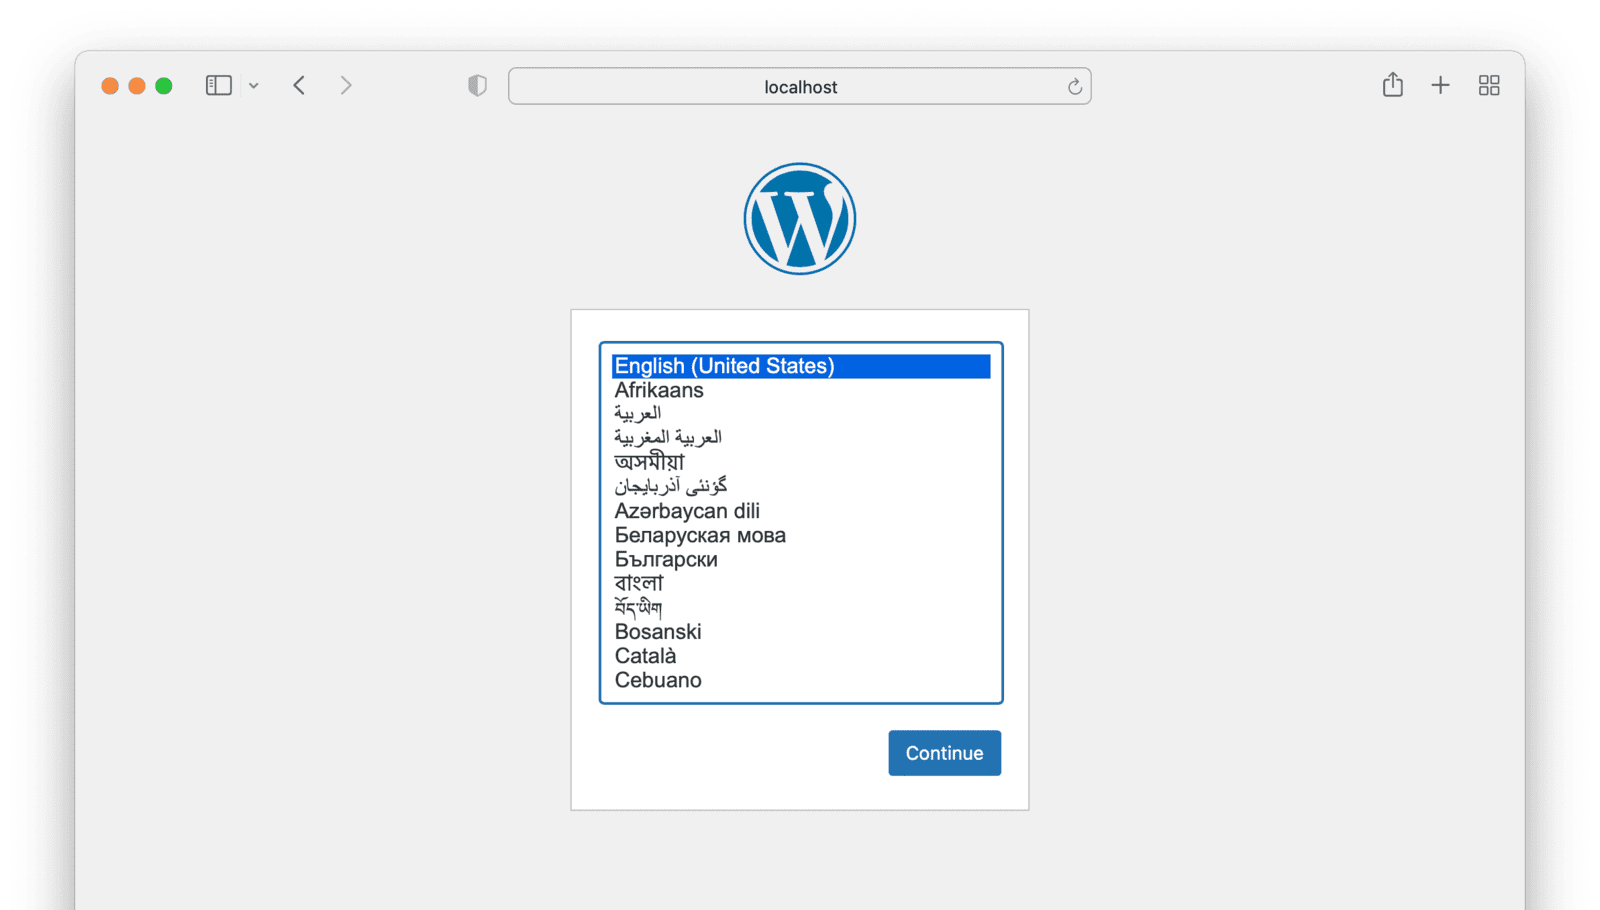 localhost
English (United States)
Afrikaans
العربية
العربية المغربية
অসমীয়া
گؤنئی آذربایجان
Azərbaycan dili
Беларуская мова
Български
বাংলা
བོད་ཡིག
Bosanski
Català
Cebuano
Continue